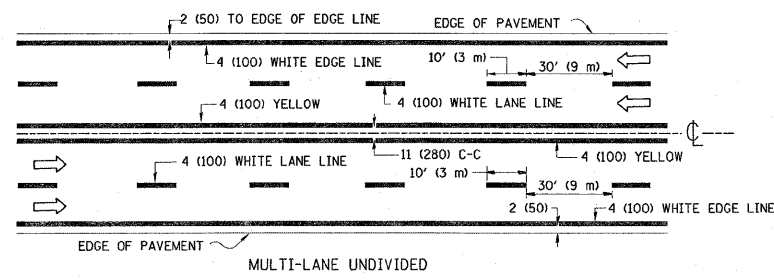 2 (50) TO EDGE OF EDGE LINE
EDGE OF PAVEMENT
4 (100) WHITE EDGE LINE
10' (3 m)
30' (9 m)
4 (100) YELLOW
4 (100) WHITE LANE LINE
℄
4 (100) WHITE LANE LINE
11 (280) C-C
4 (100) YELLOW
10' (3 m)
30' (9 m)
2 (50)
4 (100) WHITE EDGE LINE
EDGE OF PAVEMENT
MULTI-LANE UNDIVIDED